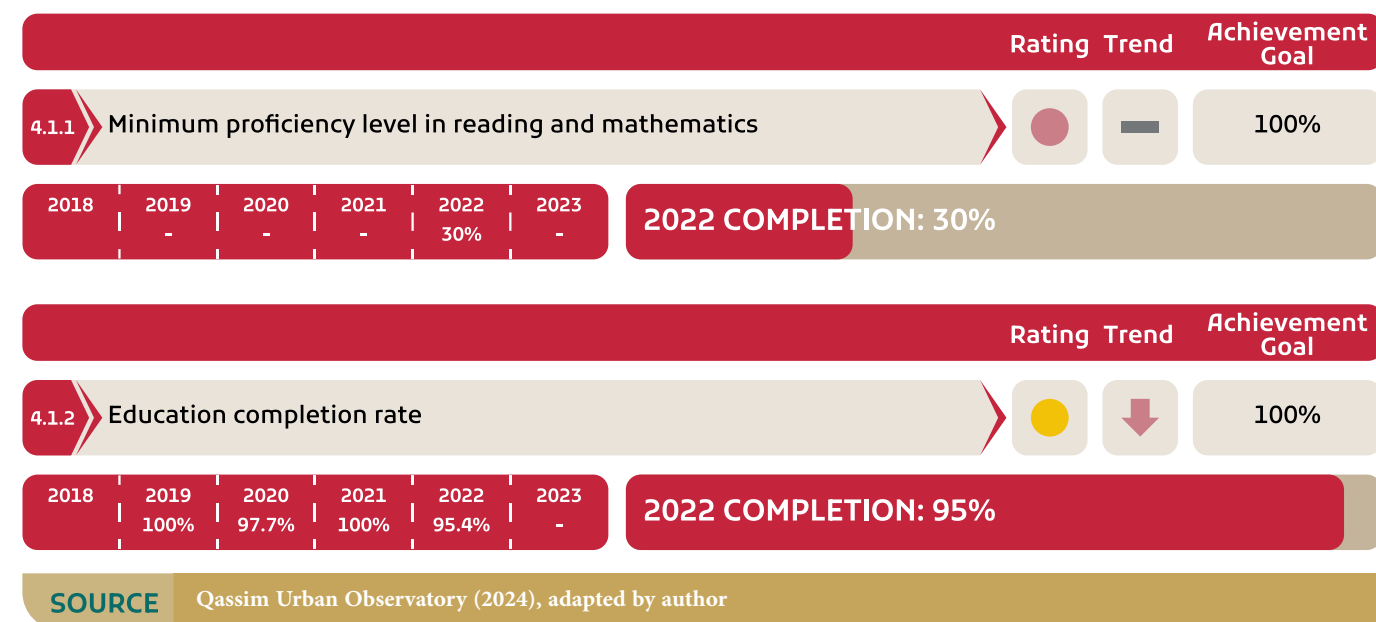 Rating Trend Achievement Goal
4.1.1 Minimum proficiency level in reading and mathematics 100%
2018 2019 2020 2021 2022 2023
- - - 30% -
2022 COMPLETION: 30%
Rating Trend Achievement Goal
4.1.2 Education completion rate 100%
2018 2019 2020 2021 2022 2023
100% 97.7% 100% 95.4% -
2022 COMPLETION: 95%
SOURCE Qassim Urban Observatory (2024), adapted by author